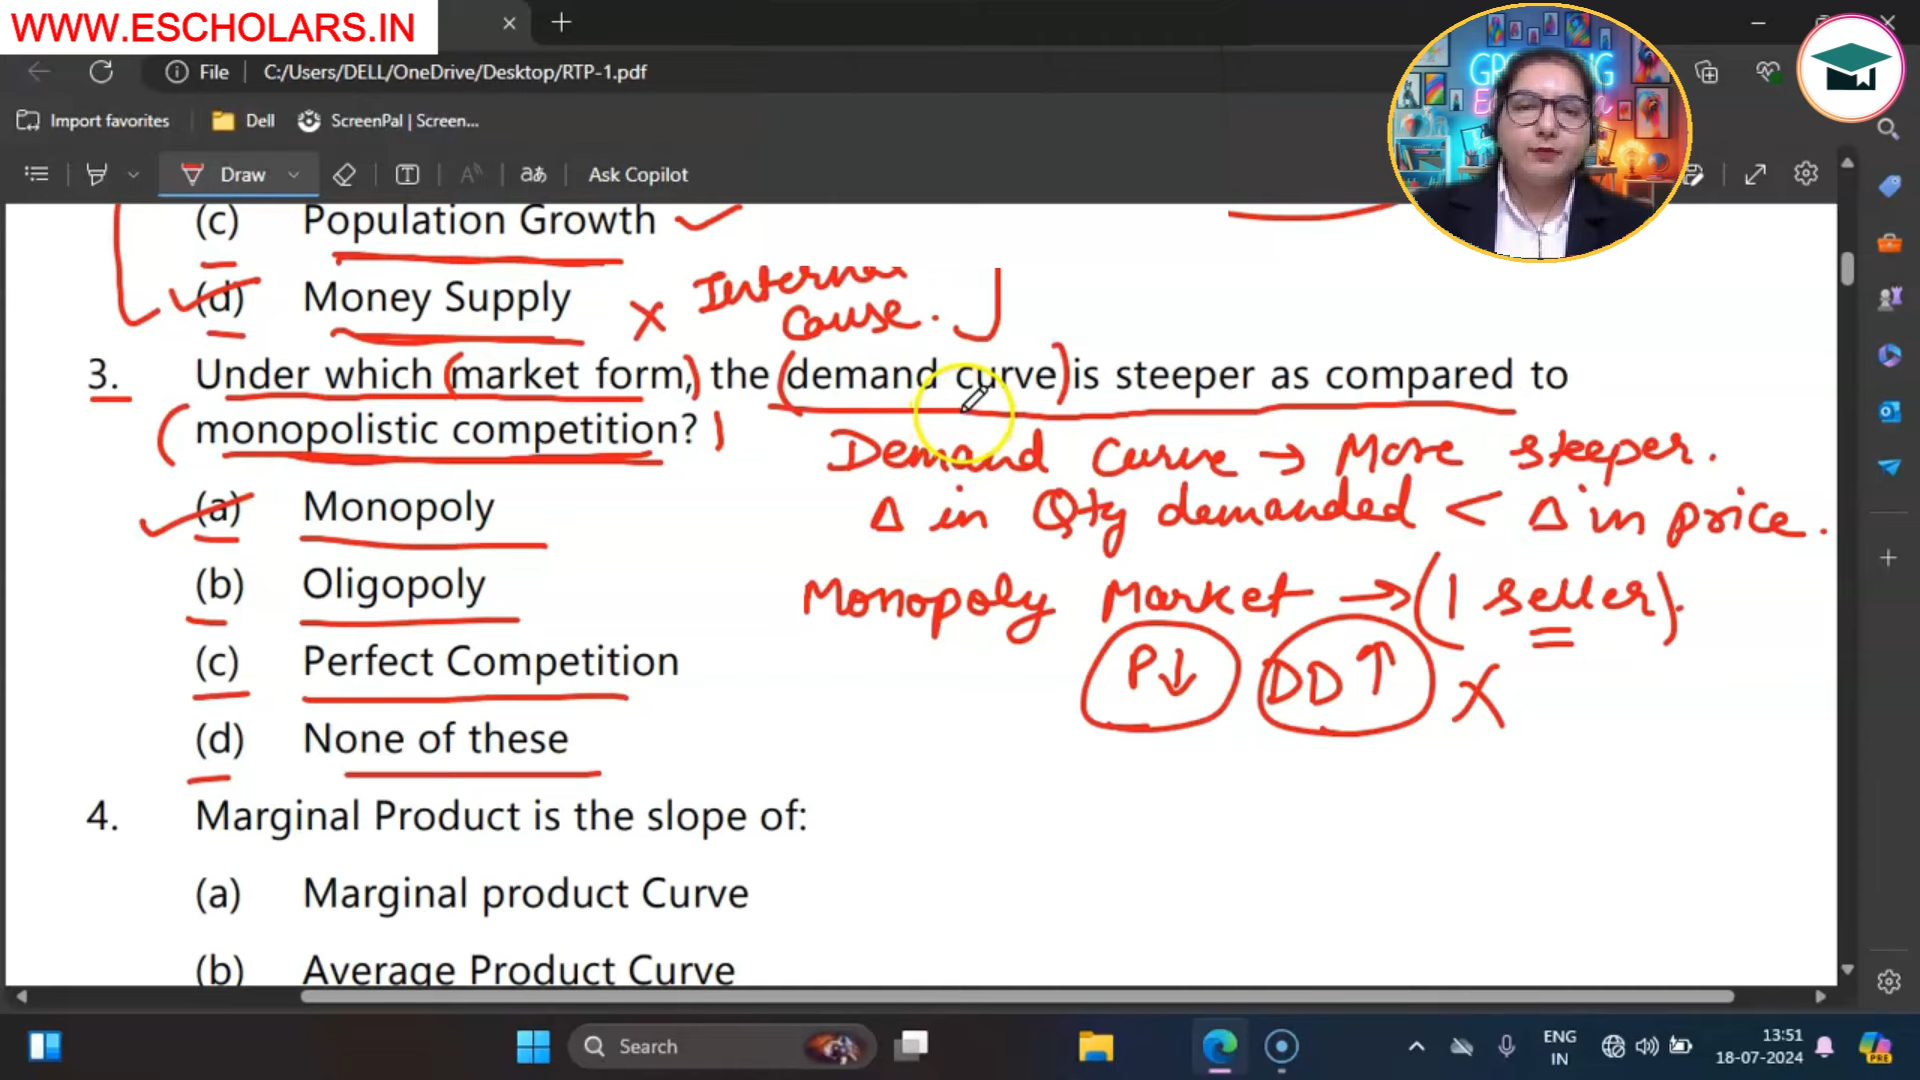 WWW.ESCHOLARS.IN
File
C:/Users/DELL/OneDrive/Desktop/RTP-1.pdf
Import favorites
Dell
ScreenPal | Screen...
Draw
Ask Copilot
(c) Population Growth
(d) Money Supply
X
cause.
3. Under which (market form,) the (demand curve) is steeper as compared to
(monopolistic competition?)
Demand Curve → More steeper.
(a) Monopoly
Δ in Qty demanded < Δ in price.
(b) Oligopoly
Monopoly Market → (1 seller).
(c) Perfect Competition
P↓ DD↑ X
(d) None of these
4. Marginal Product is the slope of:
(a) Marginal product Curve
(b) Average Product Curve
Search
ENG
IN
13:51
18-07-2024
PRE